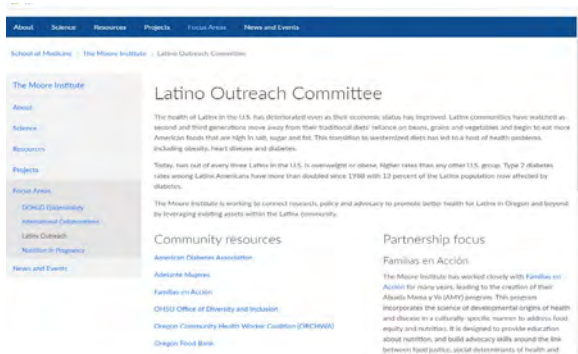 About Science Resources Projects Focus Areas News and Events
School of Medicine The Moore Institute Latino Outreach Committee
The Moore Institute
About
Science
Resources
Projects
Focus Areas
DOHaD Epidemiology
International Collaborations
Latino Outreach
Nutrition in Pregnancy
News and Events
Latino Outreach Committee
The health of Latinx in the U.S. has deteriorated even as their economic status has improved. Latinx communities have watched as
second and third generations move away from their traditional diets' reliance on beans, grains and vegetables and begin to eat more
American foods that are high in salt, sugar and fat. This transition to westernized diets has led to a host of health problems
including obesity, heart disease and diabetes.
Today, two out of every three Latinx in the U.S. is overweight or obese, higher rates than any other U.S. group. Type 2 diabetes
rates among Latinx Americans have more than doubled since 1988 with 12 percent of the Latinx population now affected by
diabetes.
The Moore Institute is working to connect research, policy and advocacy to promote better health for Latinx in Oregon and beyond
by leveraging existing assets within the Latinx community.
Community resources
American Diabetes Association
Adelante Mujeres
Familias en Acción
OHSU Office of Diversity and Inclusion
Oregon Community Health Worker Coalition (ORCHWA)
Oregon Food Bank
Partnership focus
Familias en Acción
The Moore Institute has worked closely with Familias en
Acción for many years, leading to the creation of their
Abuela Mama y Yo (AMY) program. This program
incorporates the science of developmental origins of health
and disease in a culturally-specific manner to address food
equity and nutrition. It is designed to provide education
about nutrition, and build advocacy skills around the link
between food justice, social determinants of health and